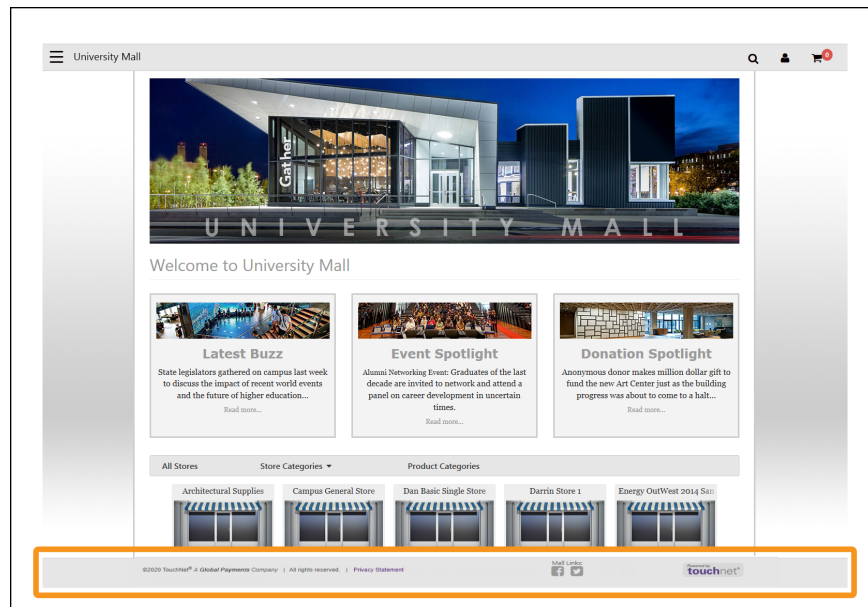 University Mall
0
Gather
UNIVERSITY MALL
Welcome to University Mall
Latest Buzz
State legislators gathered on campus last week
to discuss the impact of recent world events
and the future of higher education...
Read more...
Event Spotlight
Alumni Networking Event: Graduates of the last
decade are invited to network and attend a
panel on career development in uncertain
times.
Read more...
Donation Spotlight
Anonymous donor makes million dollar gift to
fund the new Art Center just as the building
progress was about to come to a halt...
Read more...
All Stores Store Categories Product Categories
Architectural Supplies Campus General Store Dan Basic Single Store Darrin Store 1 Energy OutWest 2014 San
©2020 TouchNet® A Global Payments Company | All rights reserved. | Privacy Statement
Mall Links:
Powered by
touchnet®